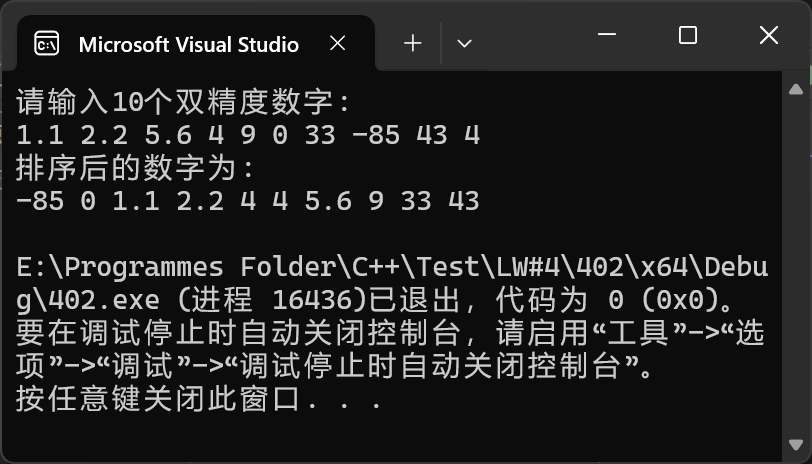 Microsoft Visual Studio
请输入10个双精度数字:
1.1 2.2 5.6 4 9 0 33 -85 43 4
排序后的数字为:
-85 0 1.1 2.2 4 4 5.6 9 33 43
E:\Programmes Folder\C++\Test\LW#4\402\x64\Debu
g\402.exe (进程 16436)已退出，代码为 0 (0x0)。
要在调试停止时自动关闭控制台，请启用“工具”->“选
项”->“调试”->“调试停止时自动关闭控制台”。
按任意键关闭此窗口. . .